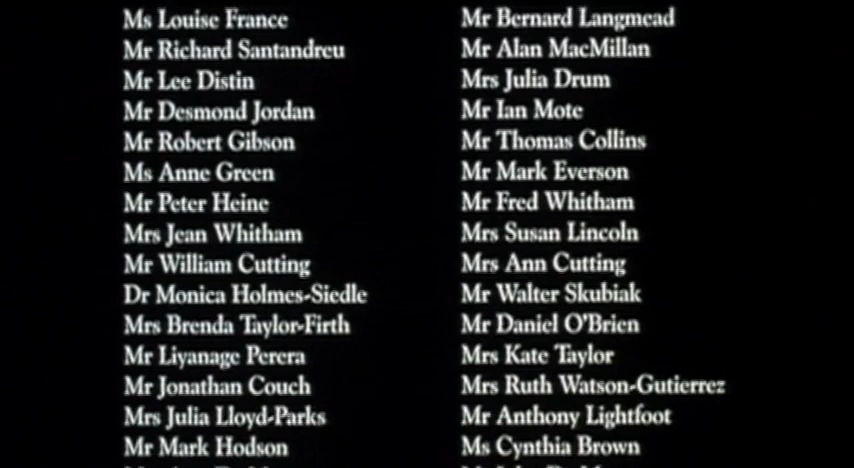 Ms Louise France
Mr Richard Santandreu
Mr Lee Distin
Mr Desmond Jordan
Mr Robert Gibson
Ms Anne Green
Mr Peter Heine
Mrs Jean Whitham
Mr William Cutting
Dr Monica Holmes-Siedle
Mrs Brenda Taylor-Firth
Mr Liyanage Perera
Mr Jonathan Couch
Mrs Julia Lloyd-Parks
Mr Mark Hodson
Mr Bernard Langmead
Mr Alan MacMillan
Mrs Julia Drum
Mr Ian Mote
Mr Thomas Collins
Mr Mark Everson
Mr Fred Whitham
Mrs Susan Lincoln
Mrs Ann Cutting
Mr Walter Skubiak
Mr Daniel O'Brien
Mrs Kate Taylor
Mrs Ruth Watson-Gutierrez
Mr Anthony Lightfoot
Ms Cynthia Brown